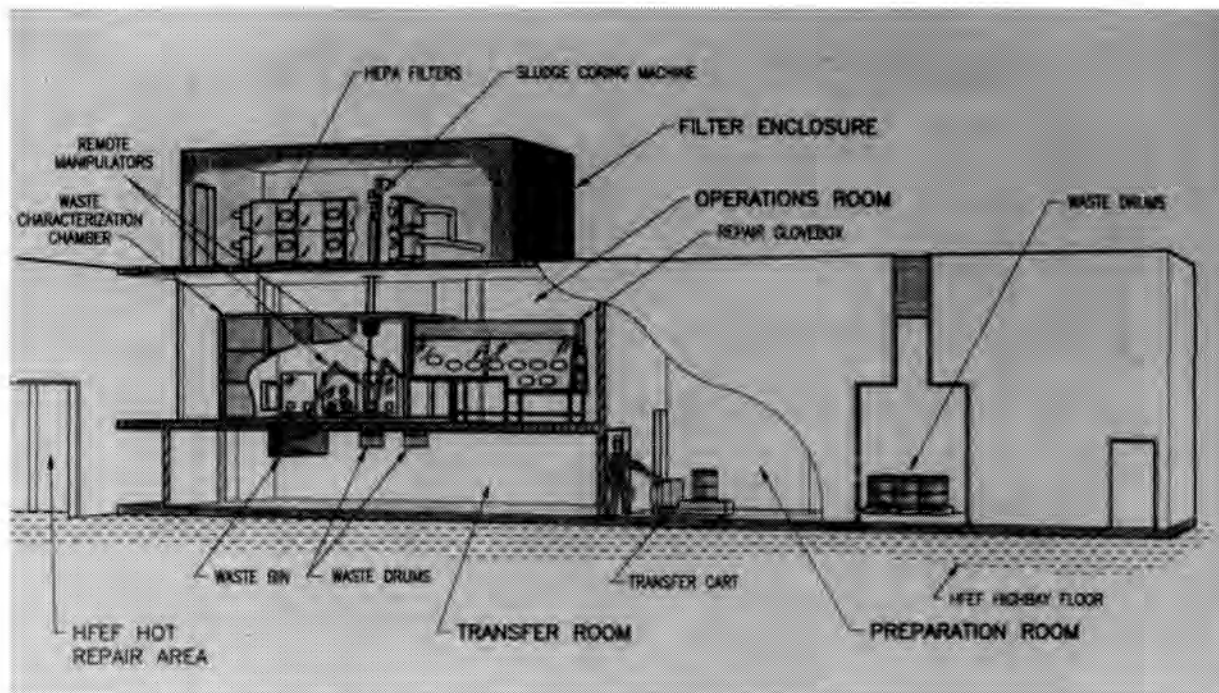 HEPA FILTERS
SLUDGE CORING MACHINE
FILTER ENCLOSURE
REMOTE
MANIPULATORS
WASTE
CHARACTERIZATION
CHAMBER
OPERATIONS ROOM
REPAIR GLOVEBOX
WASTE DRUMS
WASTE BIN
WASTE DRUMS
TRANSFER CART
HFEF HIGHBAY FLOOR
HFEF HOT
REPAIR AREA
TRANSFER ROOM
PREPARATION ROOM